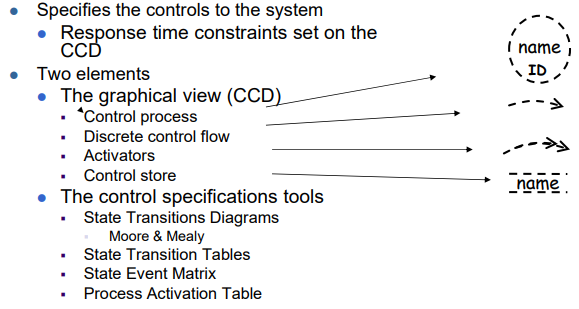 Specifies the controls to the system
Response time constraints set on the
CCD
Two elements
The graphical view (CCD)
Control process
Discrete control flow
Activators
Control store
The control specifications tools
State Transitions Diagrams
Moore & Mealy
State Transition Tables
State Event Matrix
Process Activation Table
name
ID
name